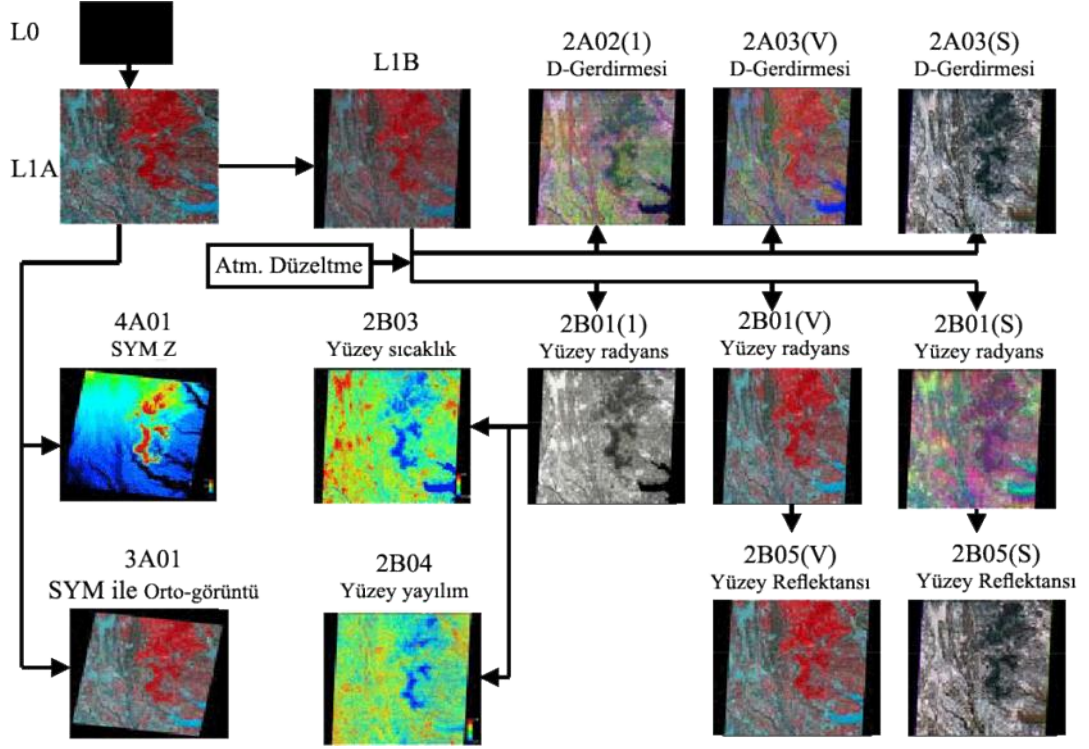 L0
L1A
L1B
2A02(1)
D-Gerdirmesi
2A03(V)
D-Gerdirmesi
2A03(S)
D-Gerdirmesi
Atm. Düzeltme
4A01
SYM Z
2B03
Yüzey sıcaklık
2B01(1)
Yüzey radyans
2B01(V)
Yüzey radyans
2B01(S)
Yüzey radyans
3A01
SYM ile Orto-görüntü
2B04
Yüzey yayılım
2B05(V)
Yüzey Reflektansı
2B05(S)
Yüzey Reflektansı